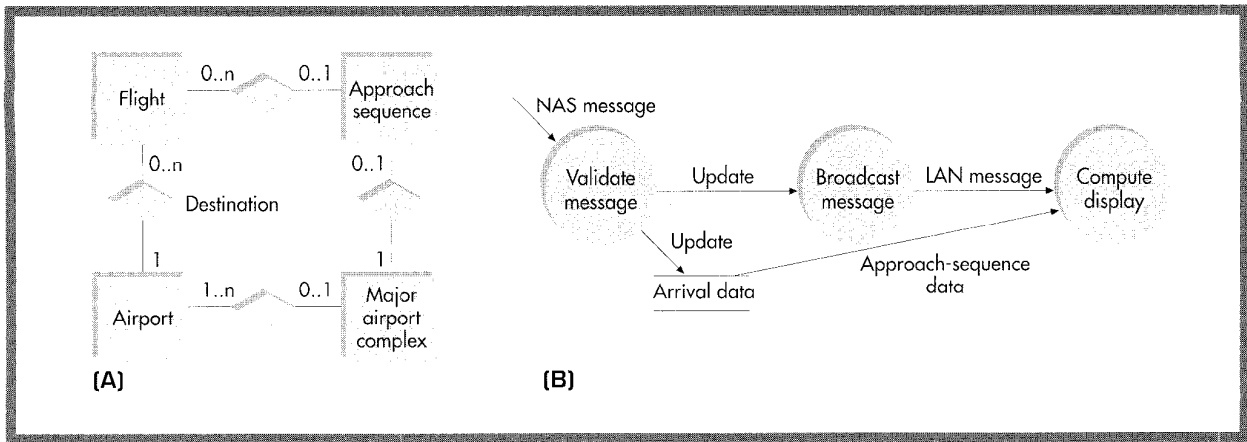 0..n
0..1
Flight
Approach
sequence
0..n
0..1
Destination
1
1
1..n
0..1
Airport
Major
airport
complex
(A)
NAS message
Validate
message
Update
Broadcast
message
LAN message
Compute
display
Update
Arrival data
Approach-sequence
data
(B)